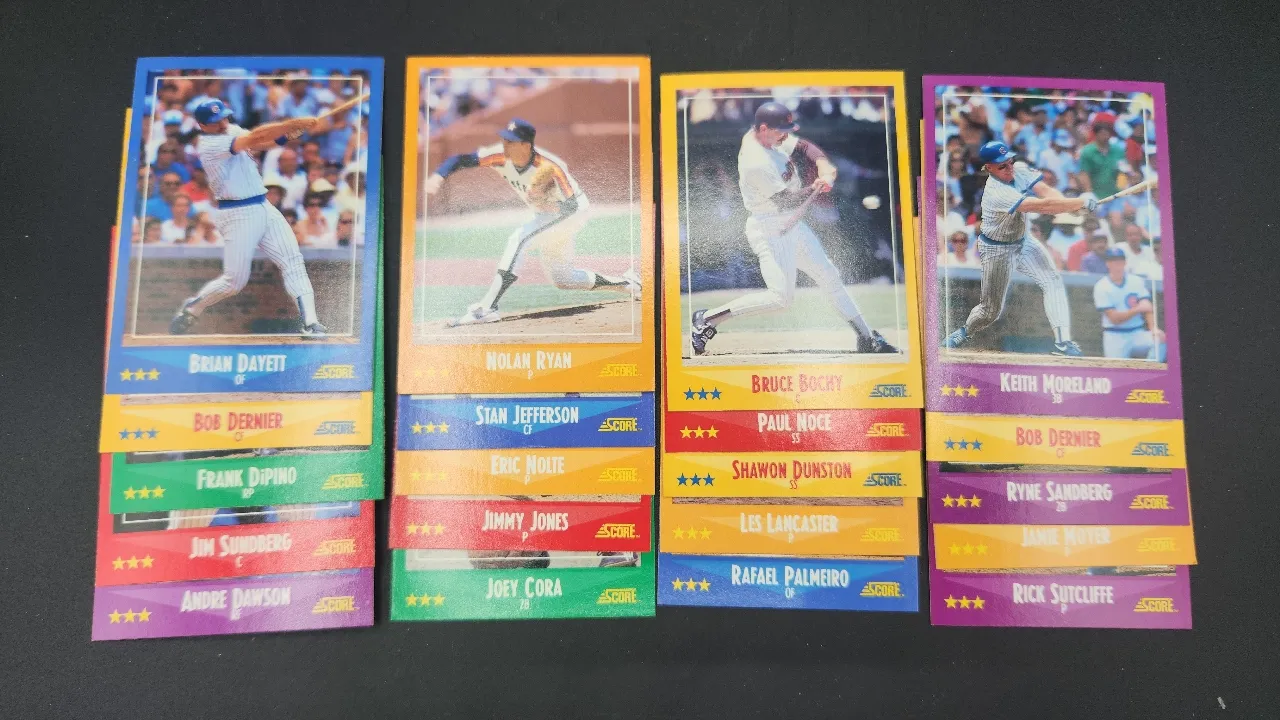 BRIAN DAYETT
OF
SCORE
BOB DERNIER
CF
SCORE
FRANK DIPINO
RP
SCORE
JIM SUNDBERG
C
SCORE
ANDRE DAWSON
RF
SCORE
NOLAN RYAN
P
SCORE
STAN JEFFERSON
CF
SCORE
ERIC NOLTE
P
SCORE
JIMMY JONES
P
SCORE
JOEY CORA
2B
SCORE
BRUCE BOCHY
C
SCORE
PAUL NOCE
SS
SCORE
SHAWON DUNSTON
SS
SCORE
LES LANCASTER
P
SCORE
RAFAEL PALMEIRO
OF
SCORE
KEITH MORELAND
3B
SCORE
BOB DERNIER
CF
SCORE
RYNE SANDBERG
2B
SCORE
JAMIE MOYER
P
SCORE
RICK SUTCLIFFE
P
SCORE